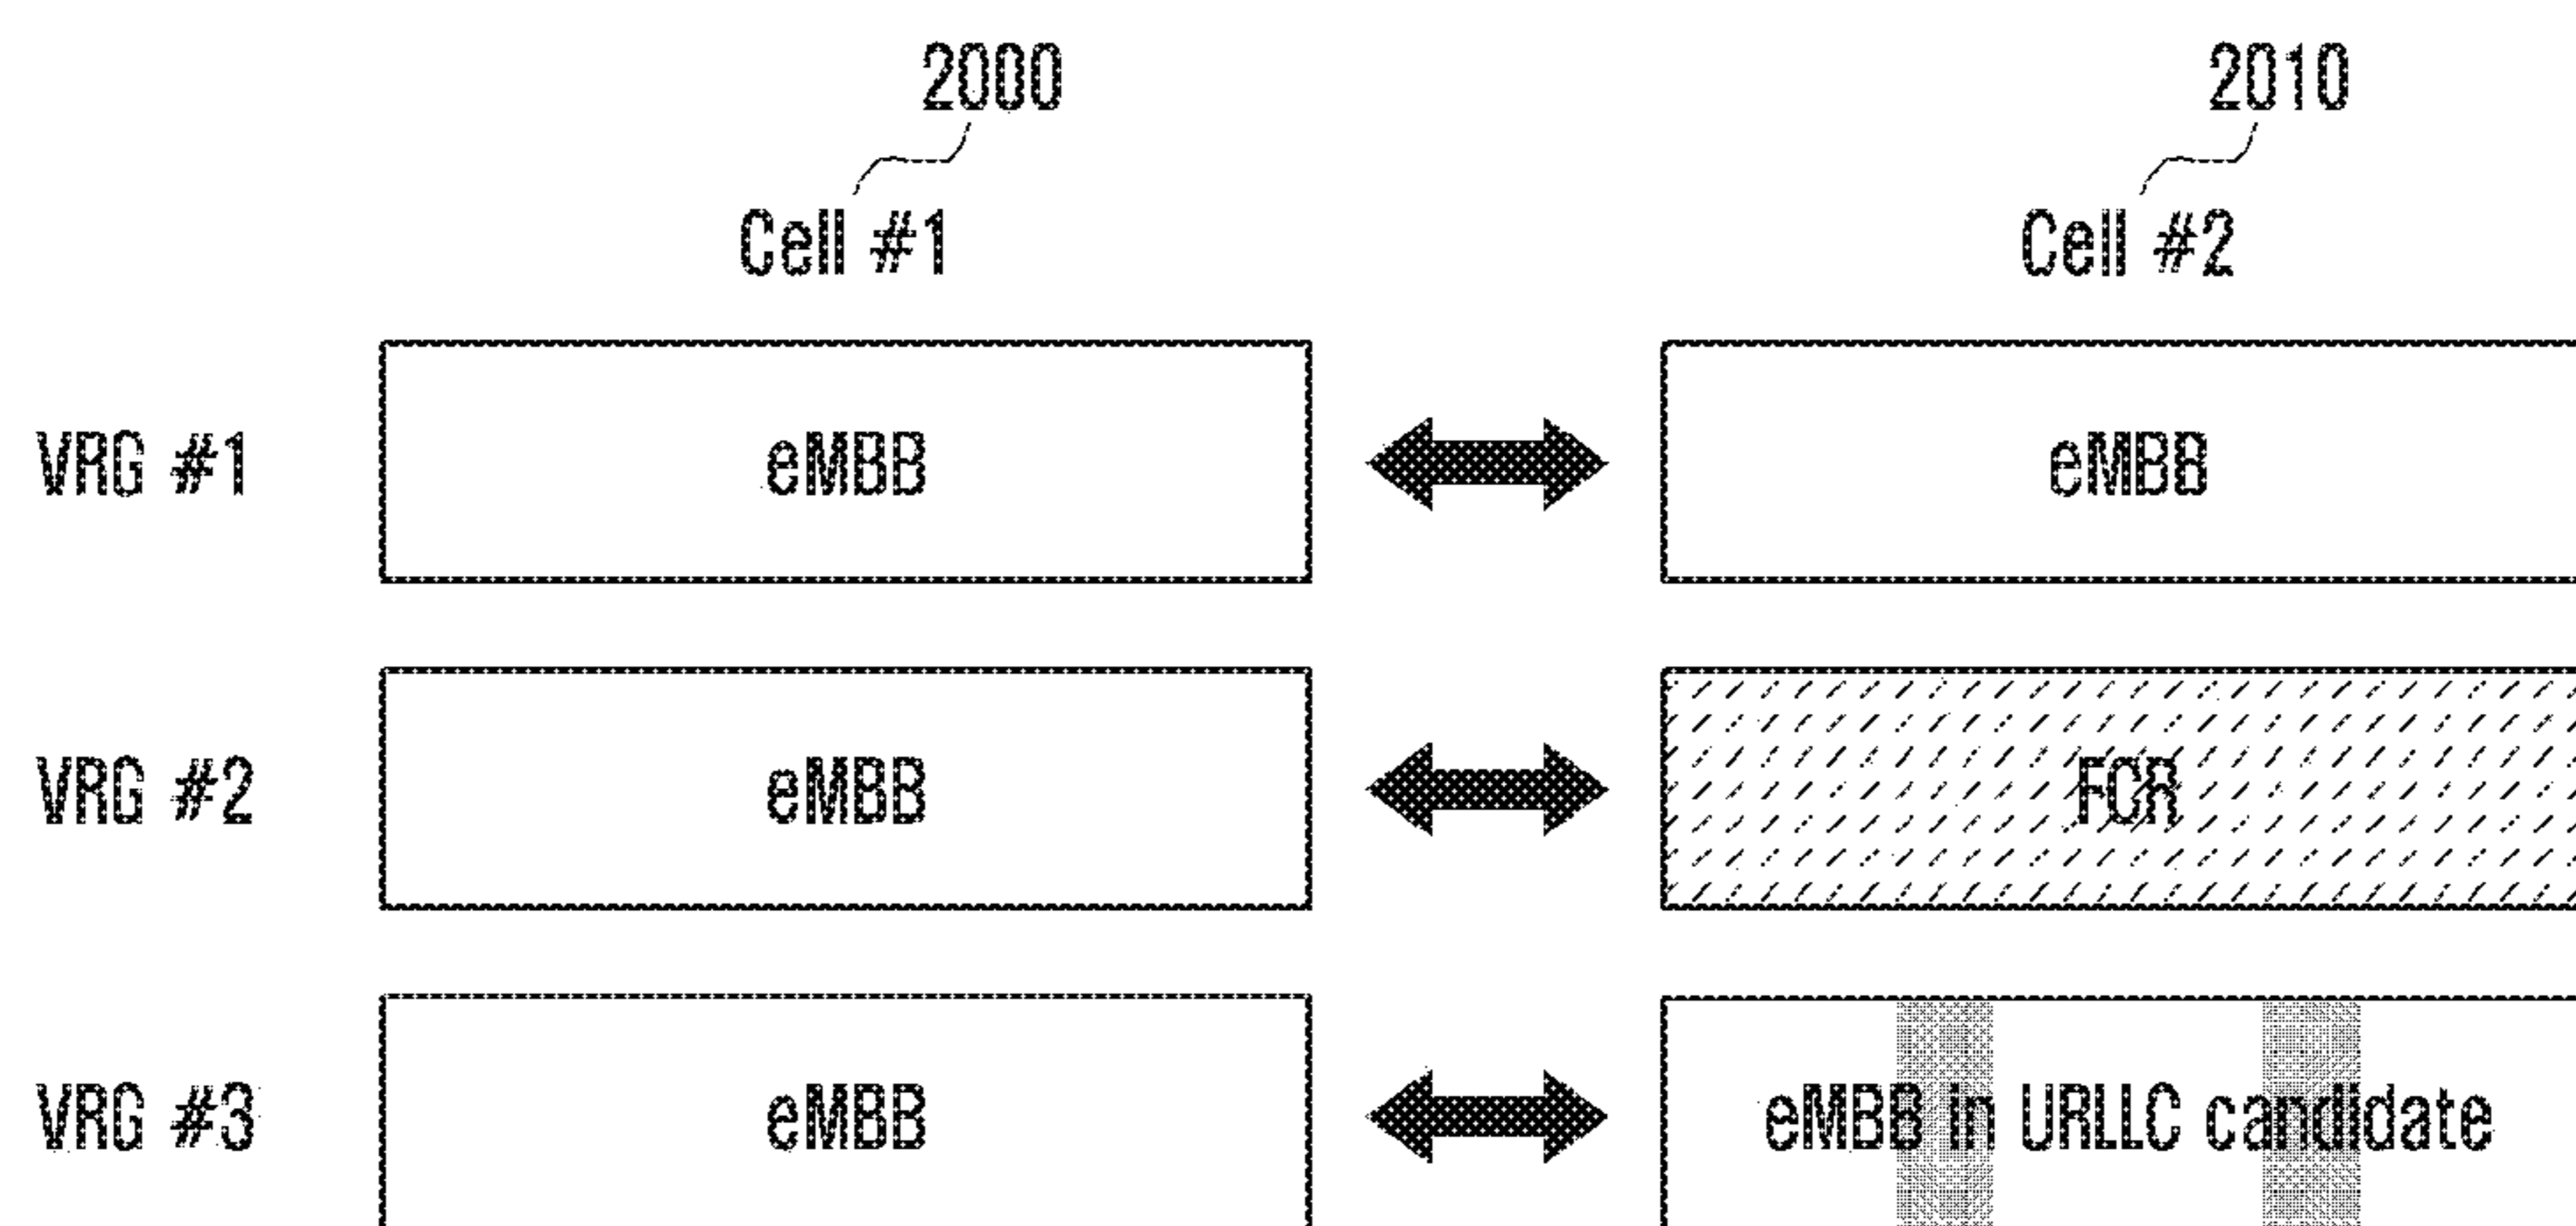 2000 2010
Cell #1 Cell #2
VRG #1 eMBB eMBB
VRG #2 eMBB FCR
VRG #3 eMBB eMBB in URLLC candidate